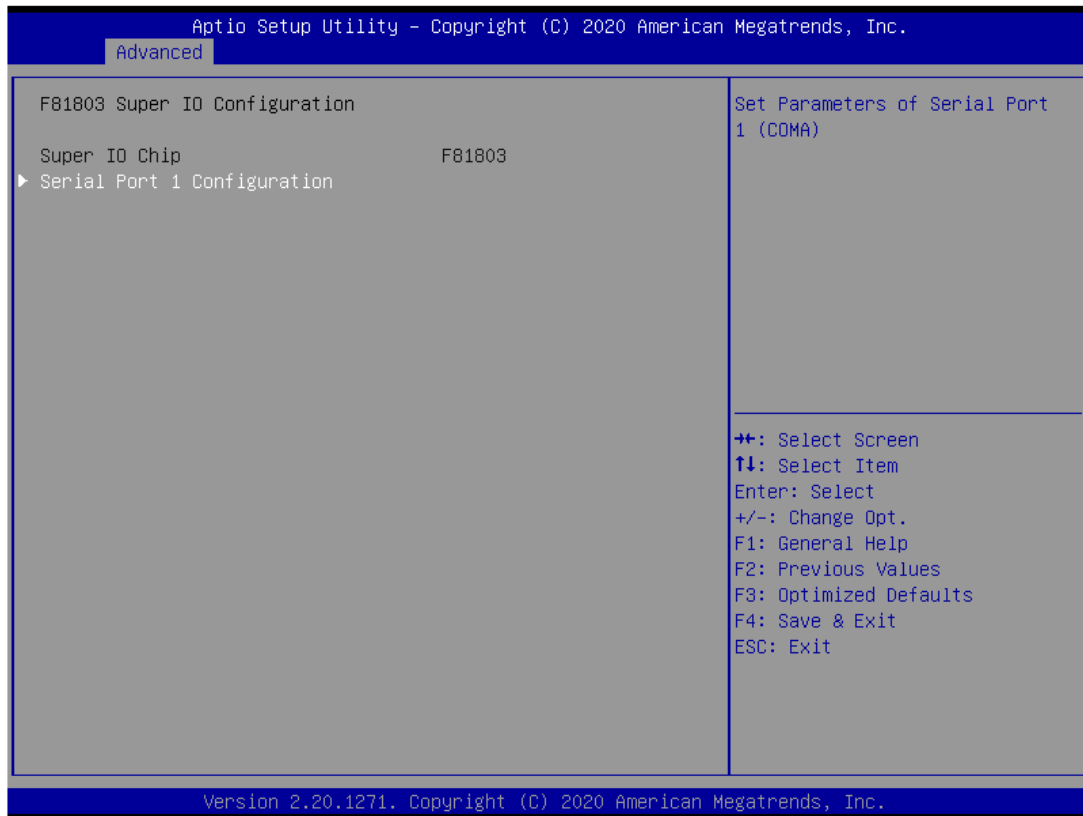 Aptio Setup Utility – Copyright (C) 2020 American Megatrends, Inc.
Advanced
F81803 Super IO Configuration
Super IO Chip F81803
▶ Serial Port 1 Configuration
Set Parameters of Serial Port
1 (COMA)
→←: Select Screen
↑↓: Select Item
Enter: Select
+/-: Change Opt.
F1: General Help
F2: Previous Values
F3: Optimized Defaults
F4: Save & Exit
ESC: Exit
Version 2.20.1271. Copyright (C) 2020 American Megatrends, Inc.